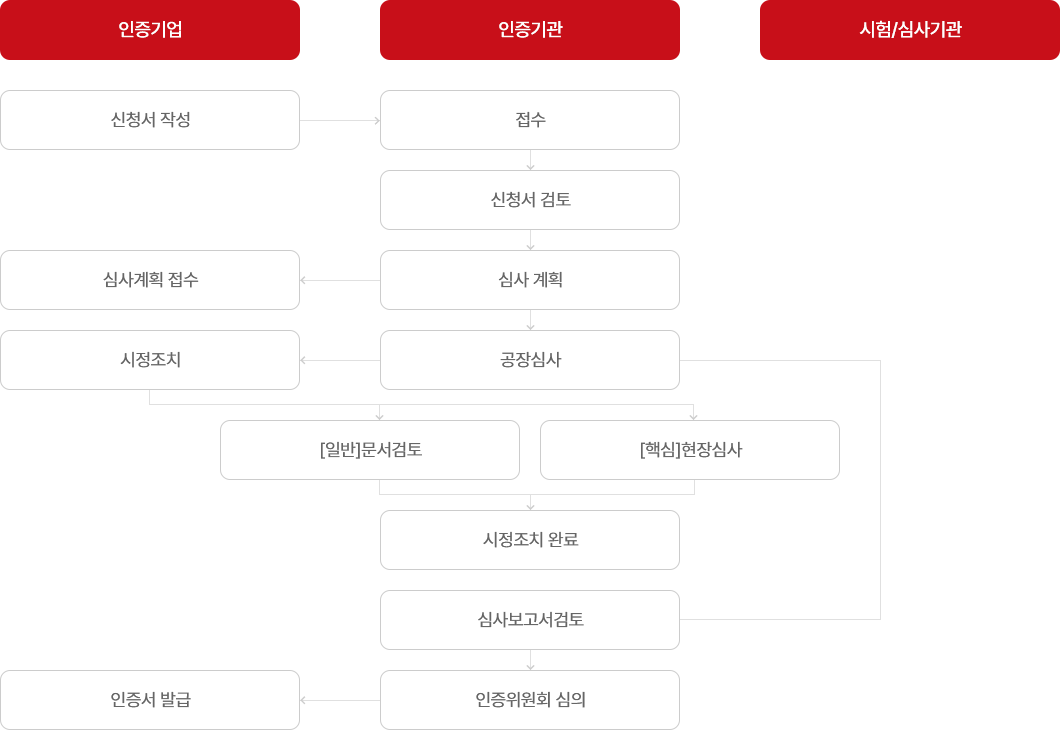 인증기업
인증기관
시험/심사기관
신청서 작성
접수
신청서 검토
심사계획 접수
심사 계획
시정조치
공장심사
[일반]문서검토
[핵심]현장심사
시정조치 완료
심사보고서검토
인증서 발급
인증위원회 심의